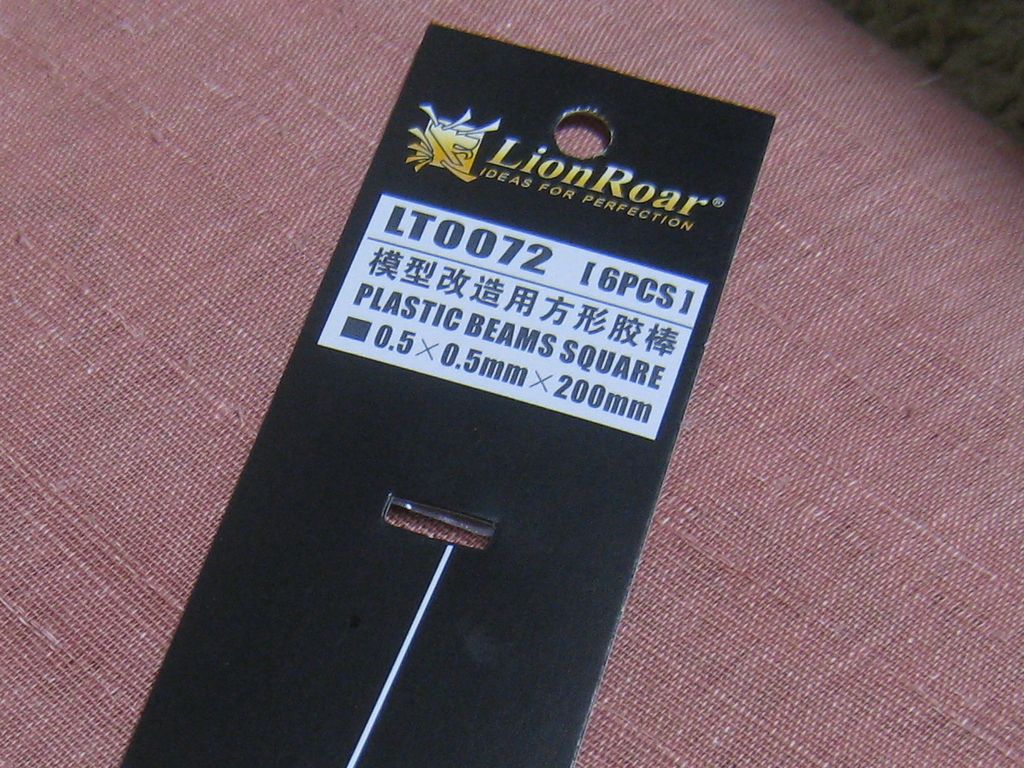 LionRoar®
IDEAS FOR PERFECTION
LT0072 [6PCS]
模型改造用方形胶棒
PLASTIC BEAMS SQUARE
■ 0.5×0.5mm×200mm